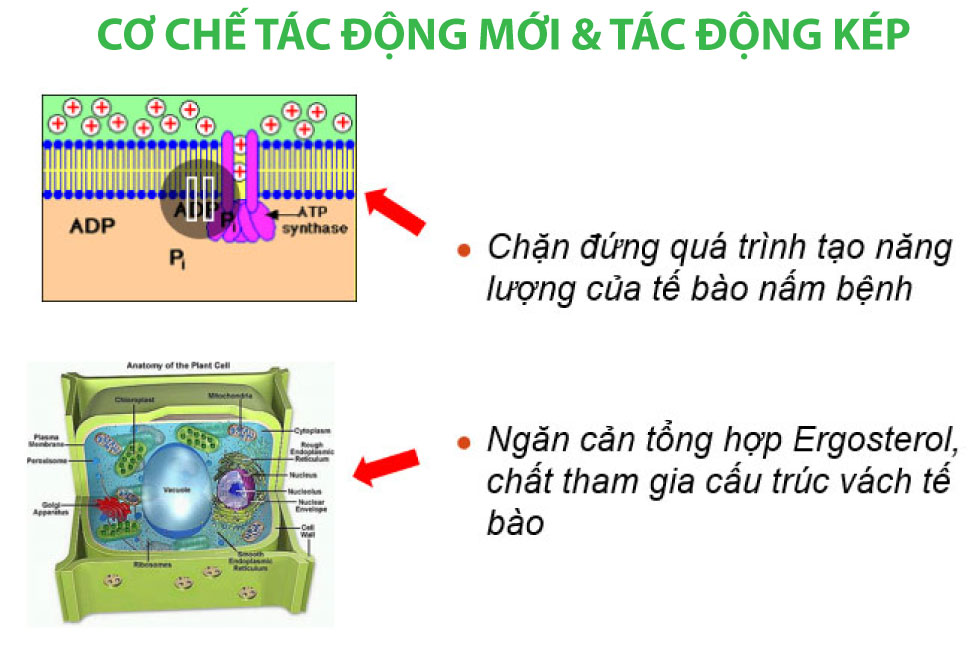 CƠ CHẾ TÁC ĐỘNG MỚI & TÁC ĐỘNG KÉP
ADP
ADP
Pi
Pi
ATP
synthase
• Chặn đứng quá trình tạo năng
lượng của tế bào nấm bệnh
Anatomy of the Plant Cell
Chloroplast
Mitochondria
Plasma
Membrane
Peroxisome
Golgi
Apparatus
Ribosomes
Vacuole
Cytoplasm
Rough
Endoplasmic
Reticulum
Nucleus
Nucleolus
Nuclear
Envelope
Cell
Wall
Smooth
Endoplasmic
Reticulum
• Ngăn cản tổng hợp Ergosterol,
chất tham gia cấu trúc vách tế
bào